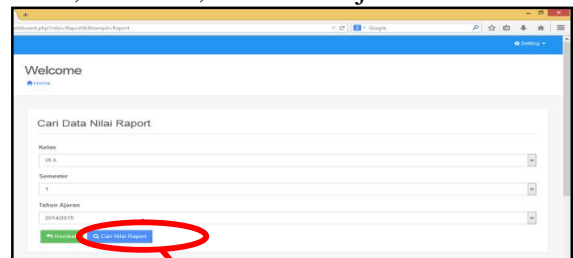 Google
Setting
Welcome
Home
Cari Data Nilai Raport
Kelas
VII A
Semester
1
Tahun Ajaran
2014/2015
Kembali Cari Nilai Raport